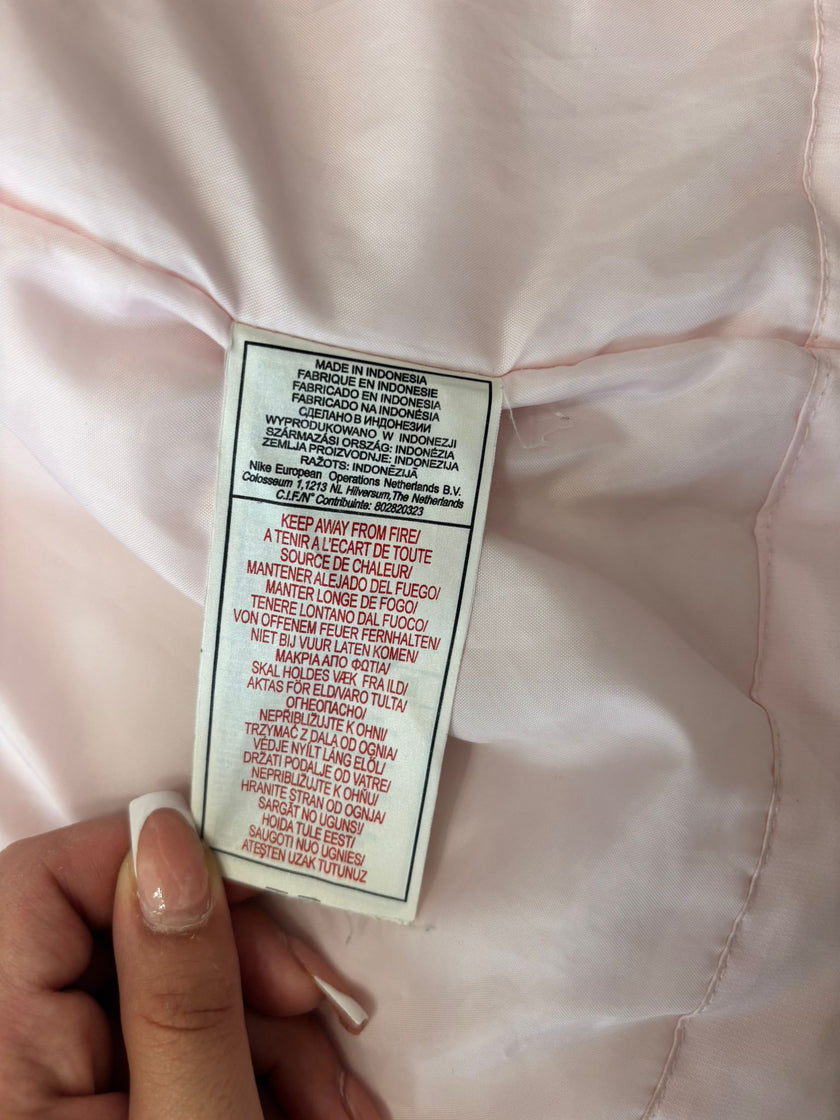 MADE IN INDONESIA
FABRIQUE EN INDONESIE
FABRICADO EN INDONESIA
FABRICADO NA INDONÉSIA
СДЕЛАНО В ИНДОНЕЗИИ
WYPRODUKOWANO W INDONEZJI
SZÁRMAZÁSI ORSZÁG: INDONÉZIA
ZEMLJA PROIZVODNJE: INDONEZIJA
RAŽOTS: INDONĒZIJĀ
Nike European Operations Netherlands B.V.
Colosseum 1,1213 NL Hilversum,The Netherlands
C.I.F./N° Contribuinte: 802820323
KEEP AWAY FROM FIRE/
A TENIR A L'ECART DE TOUTE
SOURCE DE CHALEUR/
MANTENER ALEJADO DEL FUEGO/
MANTER LONGE DE FOGO/
TENERE LONTANO DAL FUOCO/
VON OFFENEM FEUER FERNHALTEN/
NIET BIJ VUUR LATEN KOMEN/
ΜΑΚΡΙΑ ΑΠΟ ΦΩΤΙΑ/
SKAL HOLDES VÆK FRA ILD/
AKTAS FÖR ELD/VARO TULTA/
ОГНЕОПАСНО/
NEPŘIBLIŽUJTE K OHNI/
TRZYMAĆ Z DALA OD OGNIA/
VÉDJE NYÍLT LÁNG ELŐL/
DRŽATI PODALJE OD VATRE/
NEPRIBLIŽUJTE K OHŇU/
HRANITE STRAN OD OGNJA/
SARGĀT NO UGUNS/
HOIDA TULE EEST/
SAUGOTI NUO UGNIES/
ATEŞTEN UZAK TUTUNUZ